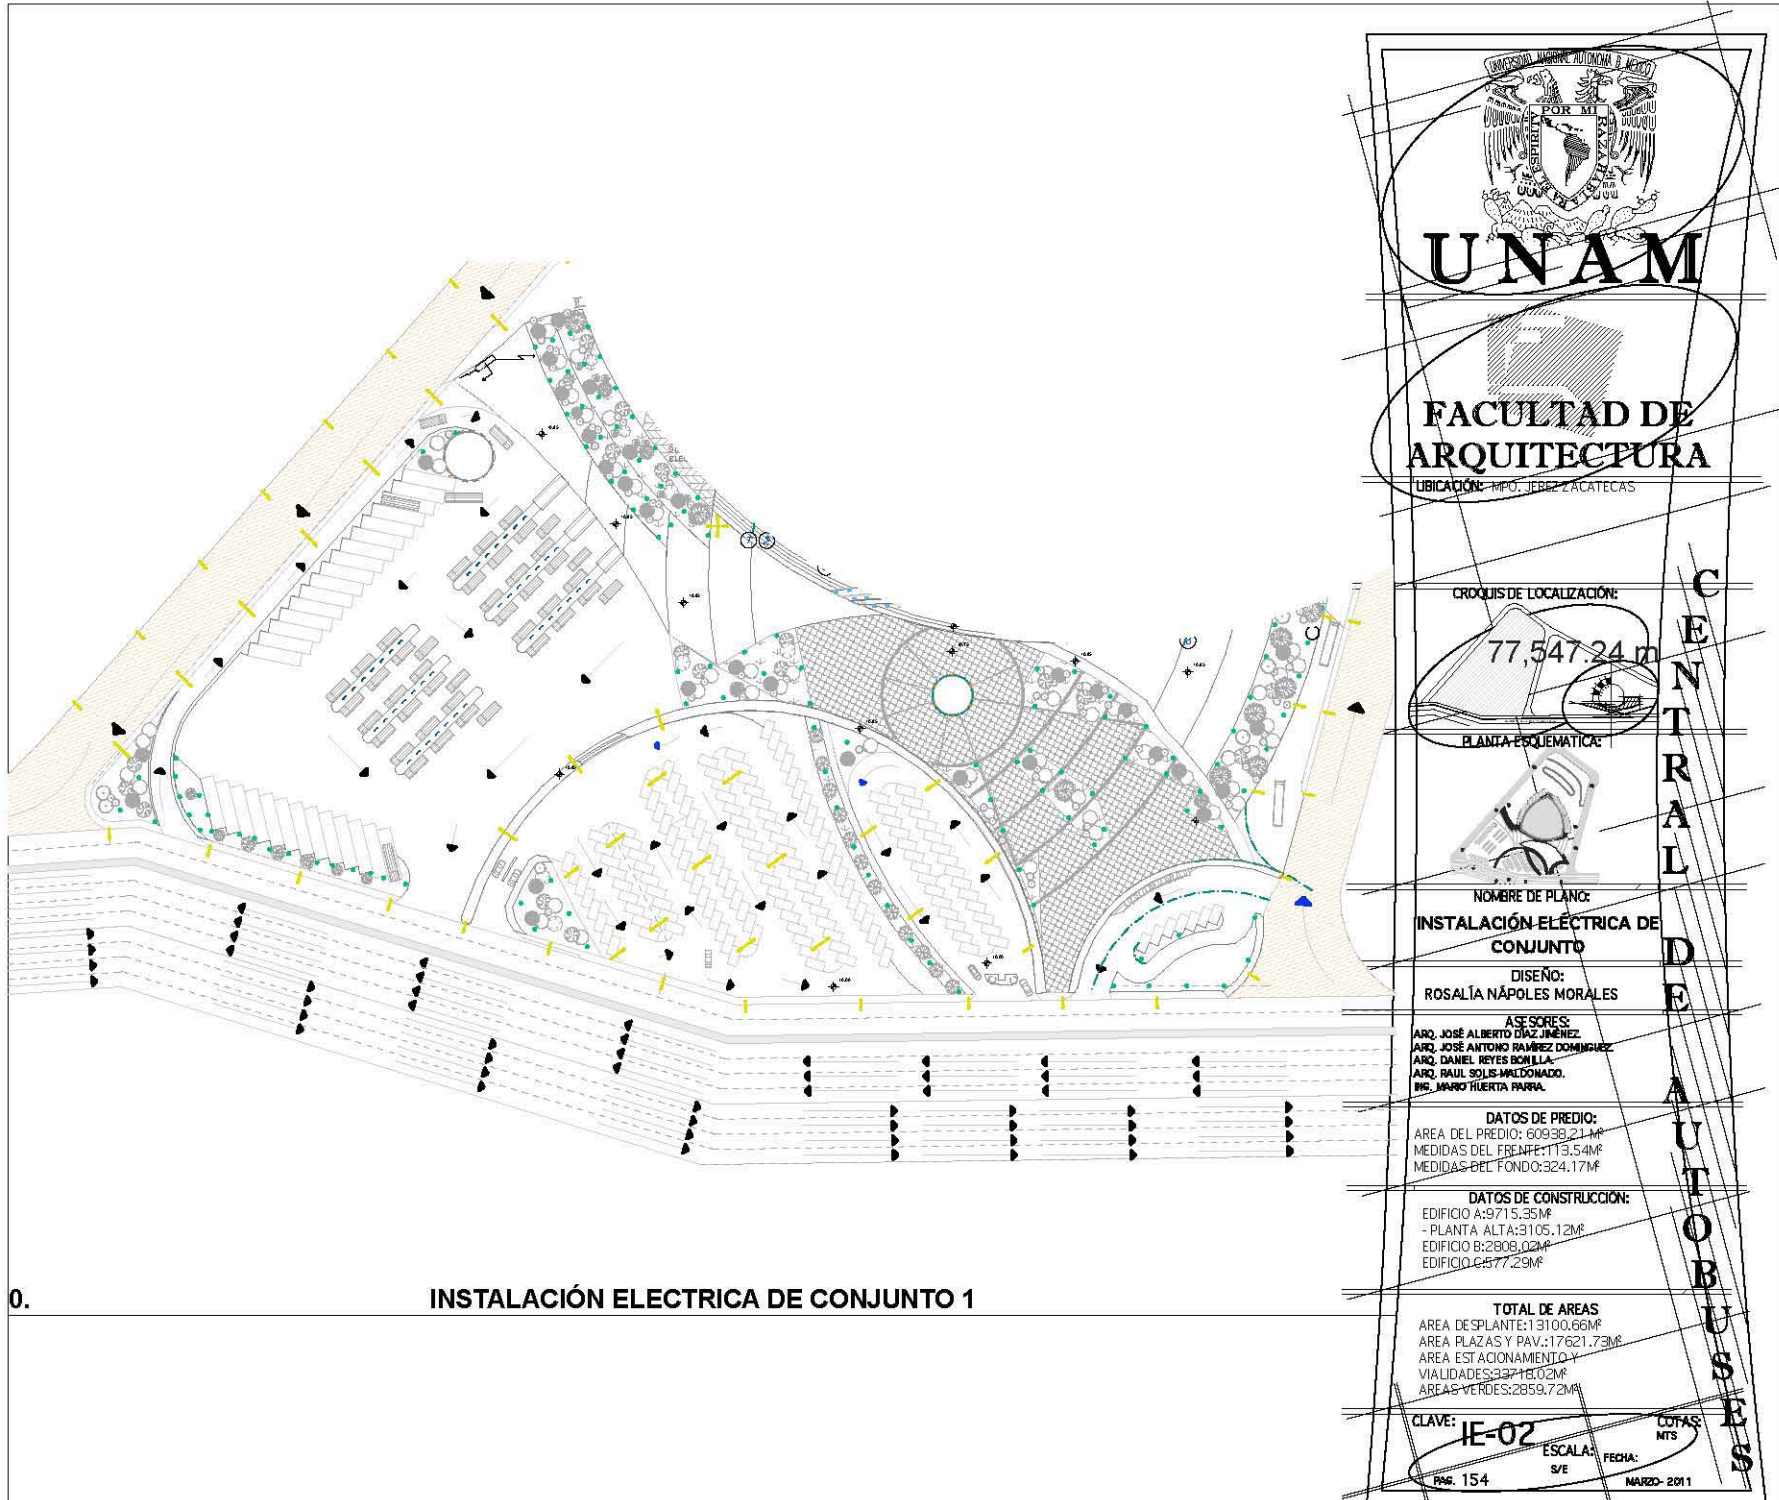 UNIVERSIDAD NACIONAL AUTONOMA D MEXICO
POR MI RAZA HABLARA EL ESPIRITU
UNAM
FACULTAD DE
ARQUITECTURA
UBICACIÓN: MPO. JEREZ ZACATECAS
CROQUIS DE LOCALIZACIÓN:
77,547.24 m
PLANTA ESQUEMATICA:
NOMBRE DE PLANO:
INSTALACIÓN ELÉCTRICA DE
CONJUNTO
DISEÑO:
ROSALÍA NÁPOLES MORALES
ASESORES:
ARQ. JOSÉ ALBERTO DÍAZ JIMÉNEZ.
ARQ. JOSÉ ANTONO RAMÍREZ DOMINGUEZ
ARQ. DANIEL REYES BONILLA.
ARQ. RAUL SOLIS MALDONADO.
ING. MARIO HUERTA PARRA.
DATOS DE PREDIO:
AREA DEL PREDIO: 60938.21 M²
MEDIDAS DEL FRENTE:113.54M²
MEDIDAS DEL FONDO:324.17M²
DATOS DE CONSTRUCCIÓN:
EDIFICIO A:9715.35M²
- PLANTA ALTA:3105.12M²
EDIFICIO B:2808.02M²
EDIFICIO C:577.29M²
TOTAL DE AREAS
AREA DESPLANTE:13100.66M²
AREA PLAZAS Y PAV.:17621.73M²
AREA ESTACIONAMIENTO Y
VIALIDADES:33718.02M²
AREAS VERDES:2859.72M²
CLAVE: IE-02
COTAS:
MTS
ESCALA:
S/E
FECHA:
MARZO- 2011
PAG. 154
CENTRAL DE AUTOBUSES
0.
INSTALACIÓN ELECTRICA DE CONJUNTO 1